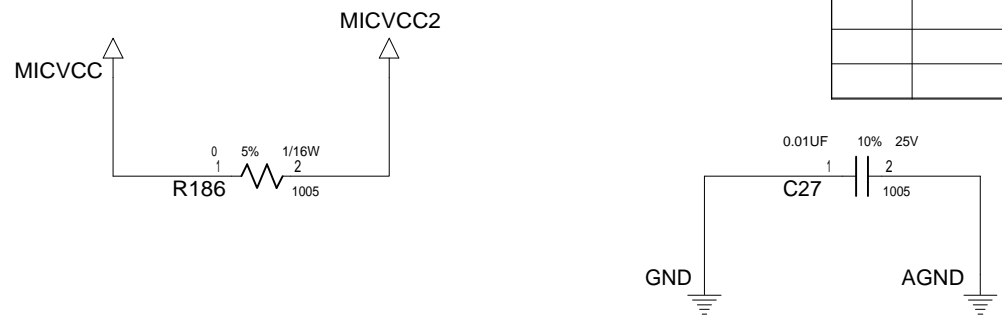 MICVCC2
MICVCC
0 5% 1/16W
1 2
R186 1005
0.01UF 10% 25V
1 2
C27 1005
GND AGND